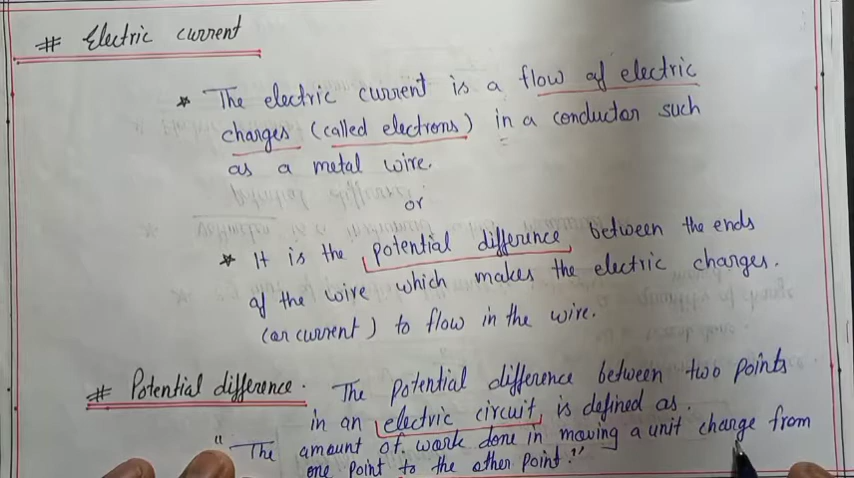 # Electric current
* The electric current is a flow of electric
charges (called electrons) in a conductor such
as a metal wire.
or
* It is the potential difference between the ends
of the wire which makes the electric charges.
(or current) to flow in the wire.
# Potential difference. The potential difference between two points
in an electric circuit, is defined as.
"The amount of work done in moving a unit charge from
one point to the other point."